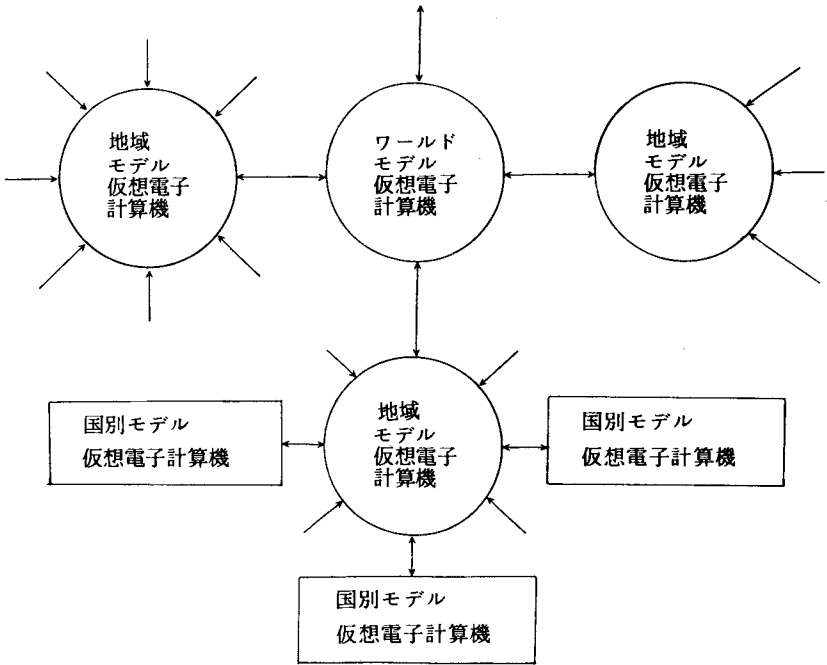 地域
モデル
仮想電子
計算機
ワールド
モデル
仮想電子
計算機
地域
モデル
仮想電子
計算機
地域
モデル
仮想電子
計算機
国別モデル
仮想電子計算機
国別モデル
仮想電子計算機
国別モデル
仮想電子計算機